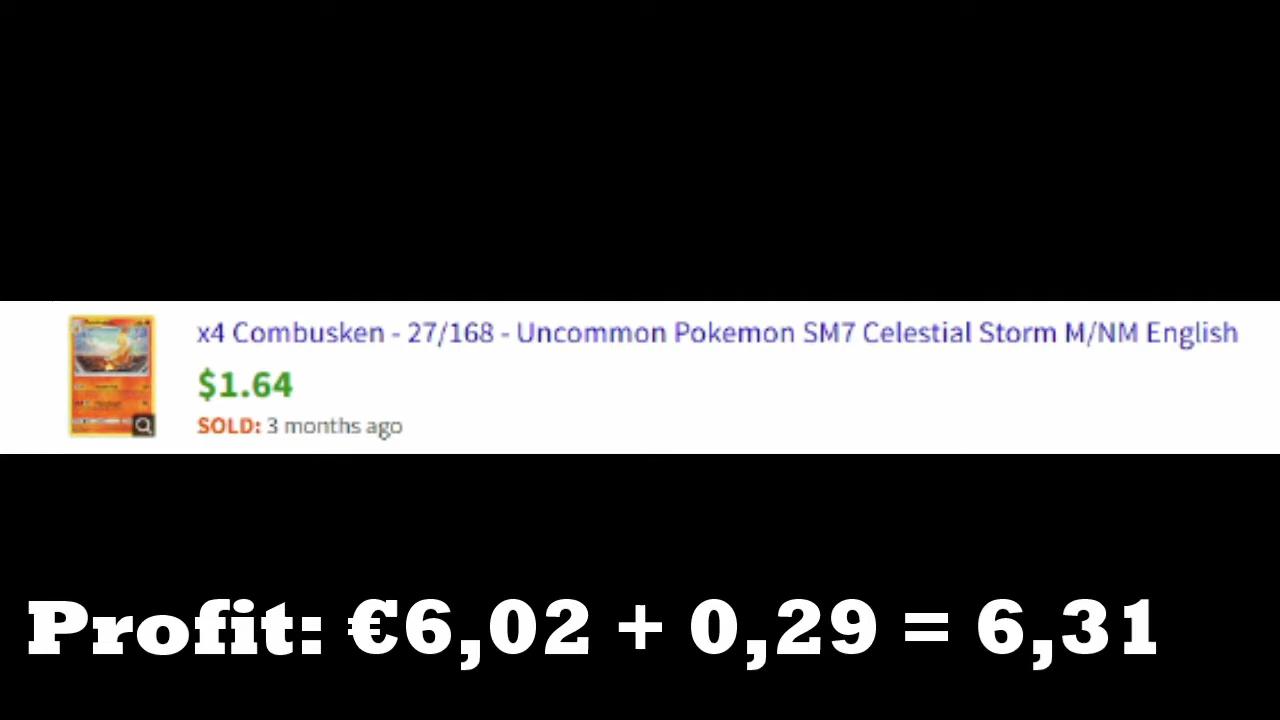 x4 Combusken - 27/168 - Uncommon Pokemon SM7 Celestial Storm M/NM English
$1.64
SOLD: 3 months ago
Profit: €6,02 + 0,29 = 6,31